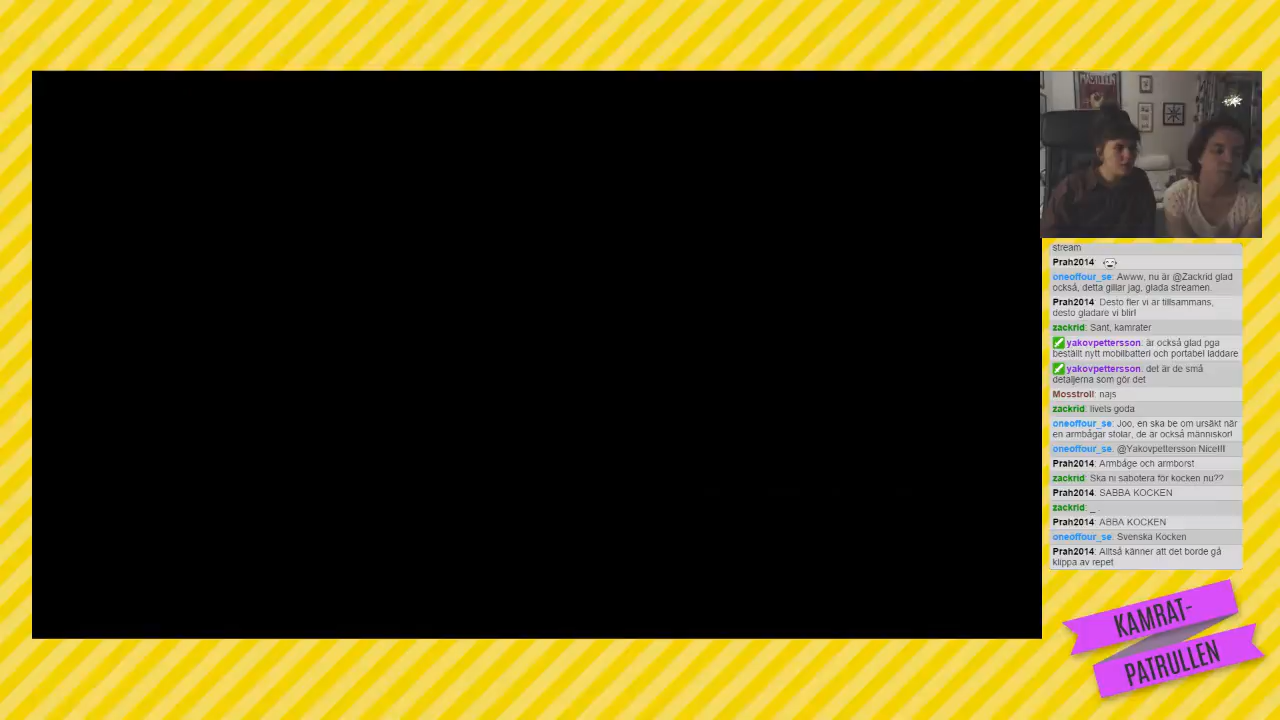 stream
Prah2014:
oneoffour_se: Awww, nu är @Zackrid glad
också, detta gillar jag, glada streamen.
Prah2014: Desto fler vi är tillsammans,
desto gladare vi blir!
zackrid: Sant, kamrater
yakovpettersson: är också glad pga
beställt nytt mobilbatteri och portabel laddare
yakovpettersson: det är de små
detaljerna som gör det
Mosstroll: najs
zackrid: livets goda
oneoffour_se: Joo, en ska be om ursäkt när
en armbågar stolar, de är också människor!
oneoffour_se: @Yakovpettersson Nice!!!
Prah2014: Armbåge och armborst
zackrid: Ska ni sabotera för kocken nu??
Prah2014: SABBA KOCKEN
zackrid: _
Prah2014: ABBA KOCKEN
oneoffour_se: Svenska Kocken
Prah2014: Alltså känner att det borde gå
klippa av repet
KAMRAT-
PATRULLEN